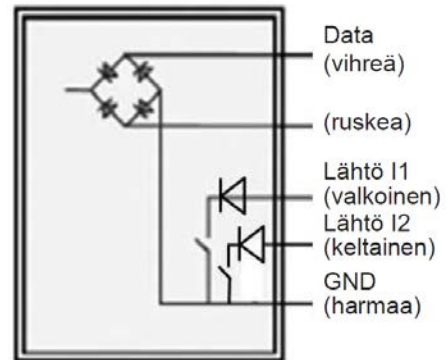 Data
(vihreä)
(ruskea)
Lähtö I1
(valkoinen)
Lähtö I2
(keltainen)
GND
(harmaa)